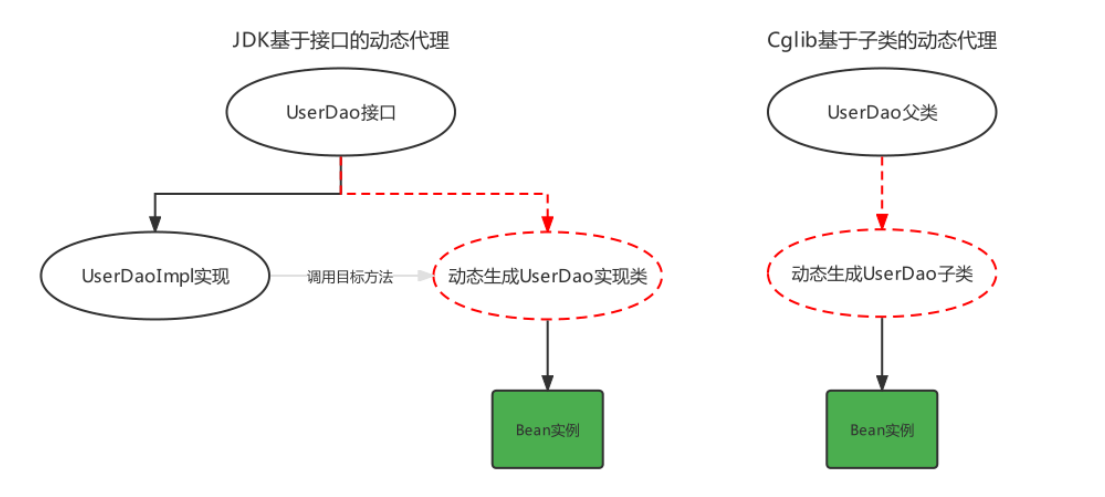 JDK基于接口的动态代理
UserDao接口
UserDaoImpl实现
调用目标方法
动态生成UserDao实现类
Bean实例
Cglib基于子类的动态代理
UserDao父类
动态生成UserDao子类
Bean实例